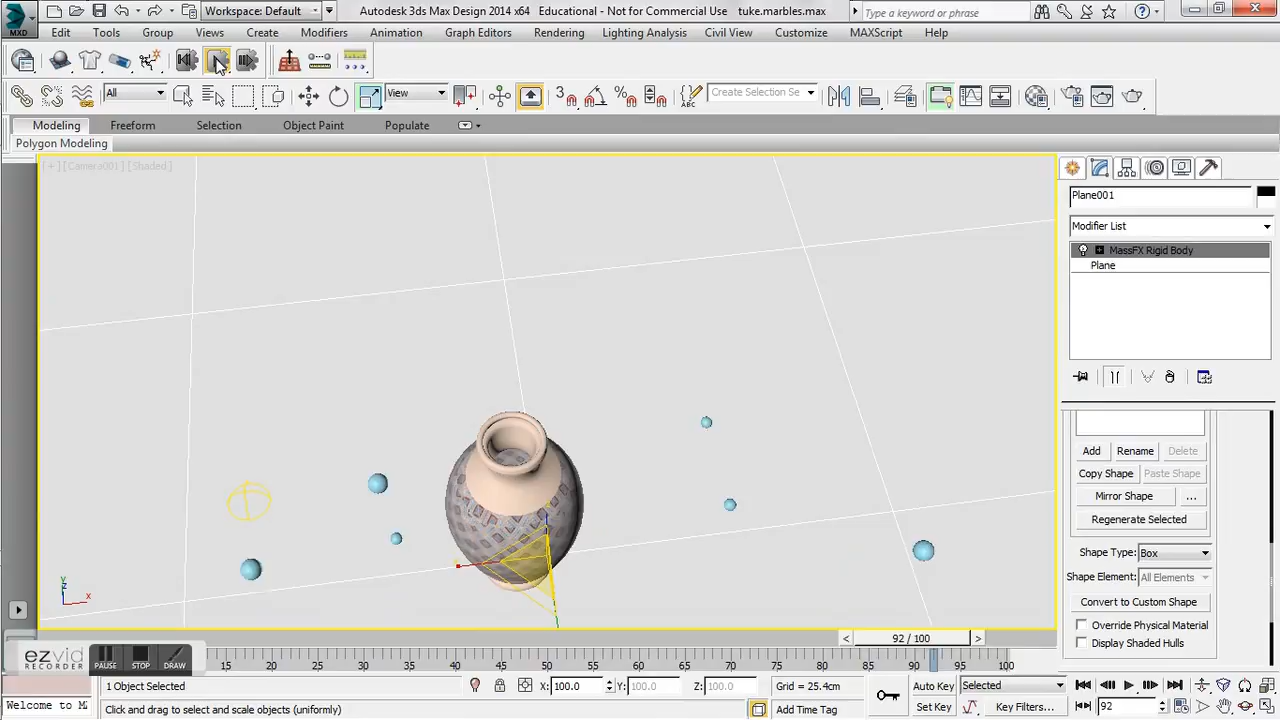 Workspace: Default
Autodesk 3ds Max Design 2014 x64 Educational - Not for Commercial Use tuke.marbles.max
Type a keyword or phrase
MXD
Edit Tools Group Views Create Modifiers Animation Graph Editors Rendering Lighting Analysis Civil View Customize MAXScript Help
All
View
3
Create Selection Se
Modeling Freeform Selection Object Paint Populate
Polygon Modeling
[+] [Camera001] [Shaded]
Plane001
Modifier List
MassFX Rigid Body
Plane
Add Rename Delete
Copy Shape Paste Shape
Mirror Shape ...
Regenerate Selected
Shape Type: Box
Shape Element: All Elements
Convert to Custom Shape
Override Physical Material
Display Shaded Hulls
z
x
92 / 100
ezvid
RECORDER
PAUSE STOP DRAW
15 20 25 30 35 40 45 50 55 60 65 70 75 80 85 90 95 100
1 Object Selected
X: 100.0 Y: 100.0 Z: 100.0
Grid = 25.4cm
Auto Key Selected
Welcome to M
Click and drag to select and scale objects (uniformly)
Add Time Tag
Set Key Key Filters...
92